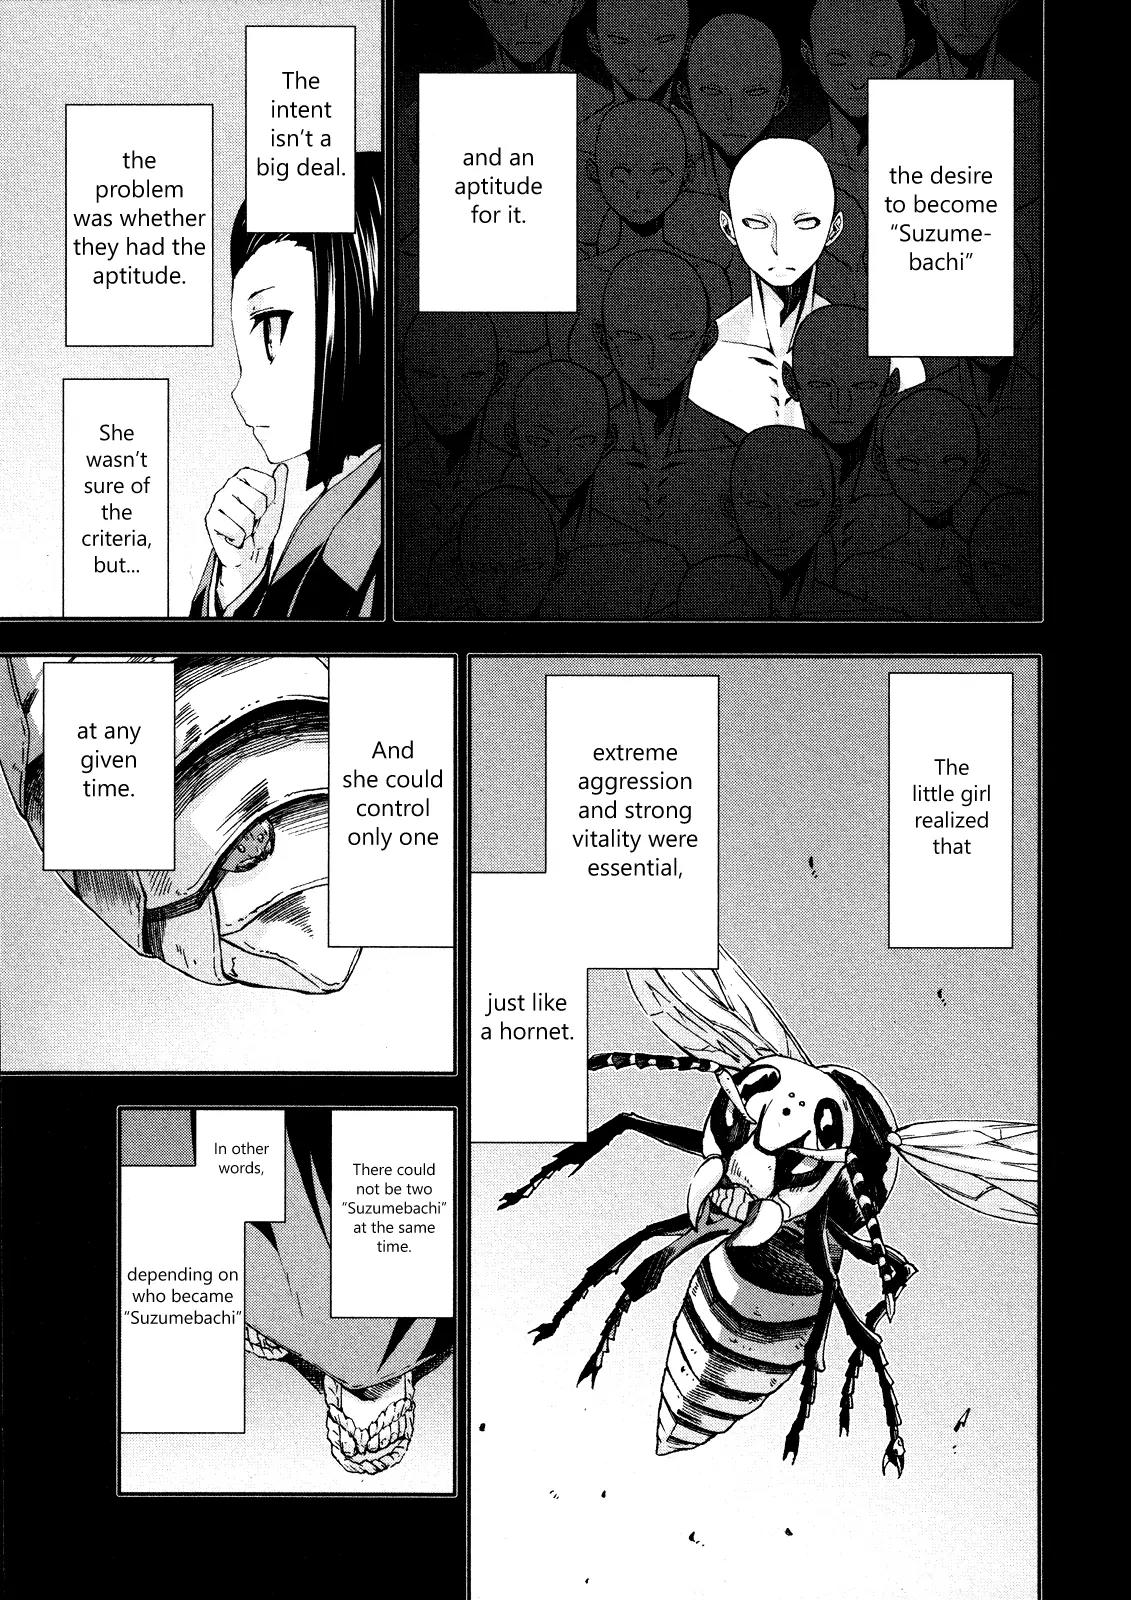 the desire
to become
“Suzume-
bachi”
and an
aptitude
for it.
The
intent
isn’t a
big deal.
the
problem
was whether
they had the
aptitude.
She
wasn’t
sure of
the
criteria,
but...
The
little girl
realized
that
extreme
aggression
and strong
vitality were
essential,
just like
a hornet.
And
she could
control
only one
at any
given
time.
There could
not be two
“Suzumebachi”
at the same
time.
In other
words,
depending on
who became
“Suzumebachi”